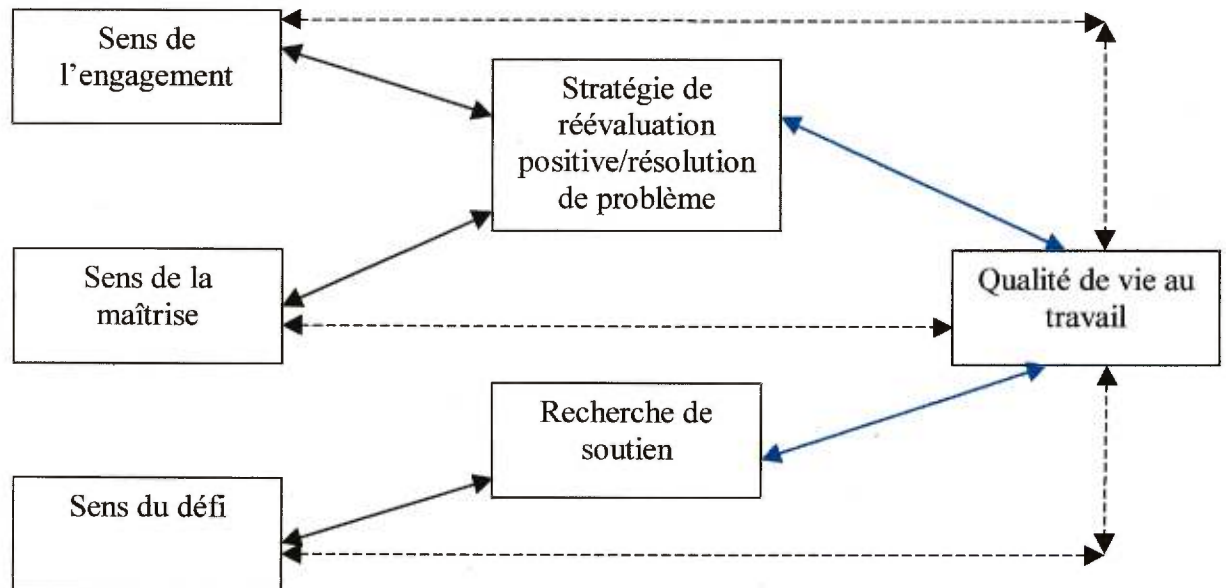 Sens de
l'engagement
Stratégie de
réévaluation
positive/résolution
de problème
Sens de la
maîtrise
Qualité de vie au
travail
Recherche de
soutien
Sens du défi